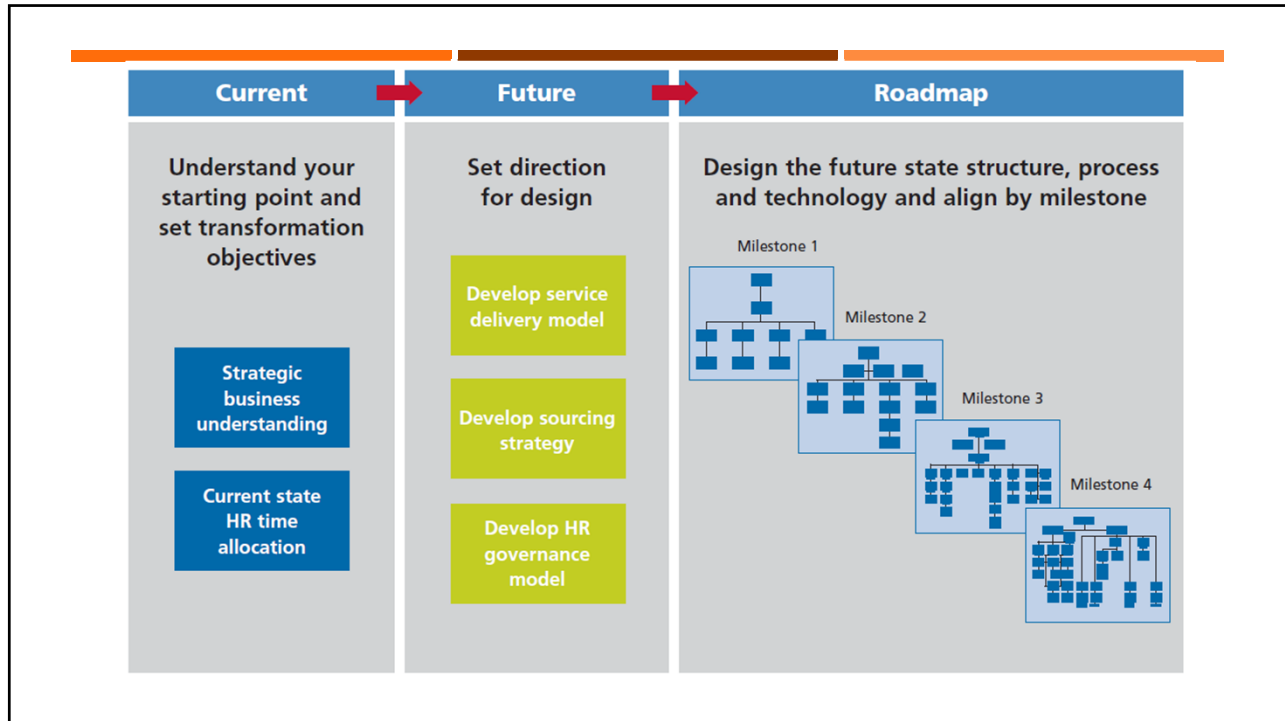 Current
Future
Roadmap
Understand your
starting point and
set transformation
objectives
Strategic
business
understanding
Current state
HR time
allocation
Set direction
for design
Develop service
delivery model
Develop sourcing
strategy
Develop HR
governance
model
Design the future state structure, process
and technology and align by milestone
Milestone 1
Milestone 2
Milestone 3
Milestone 4